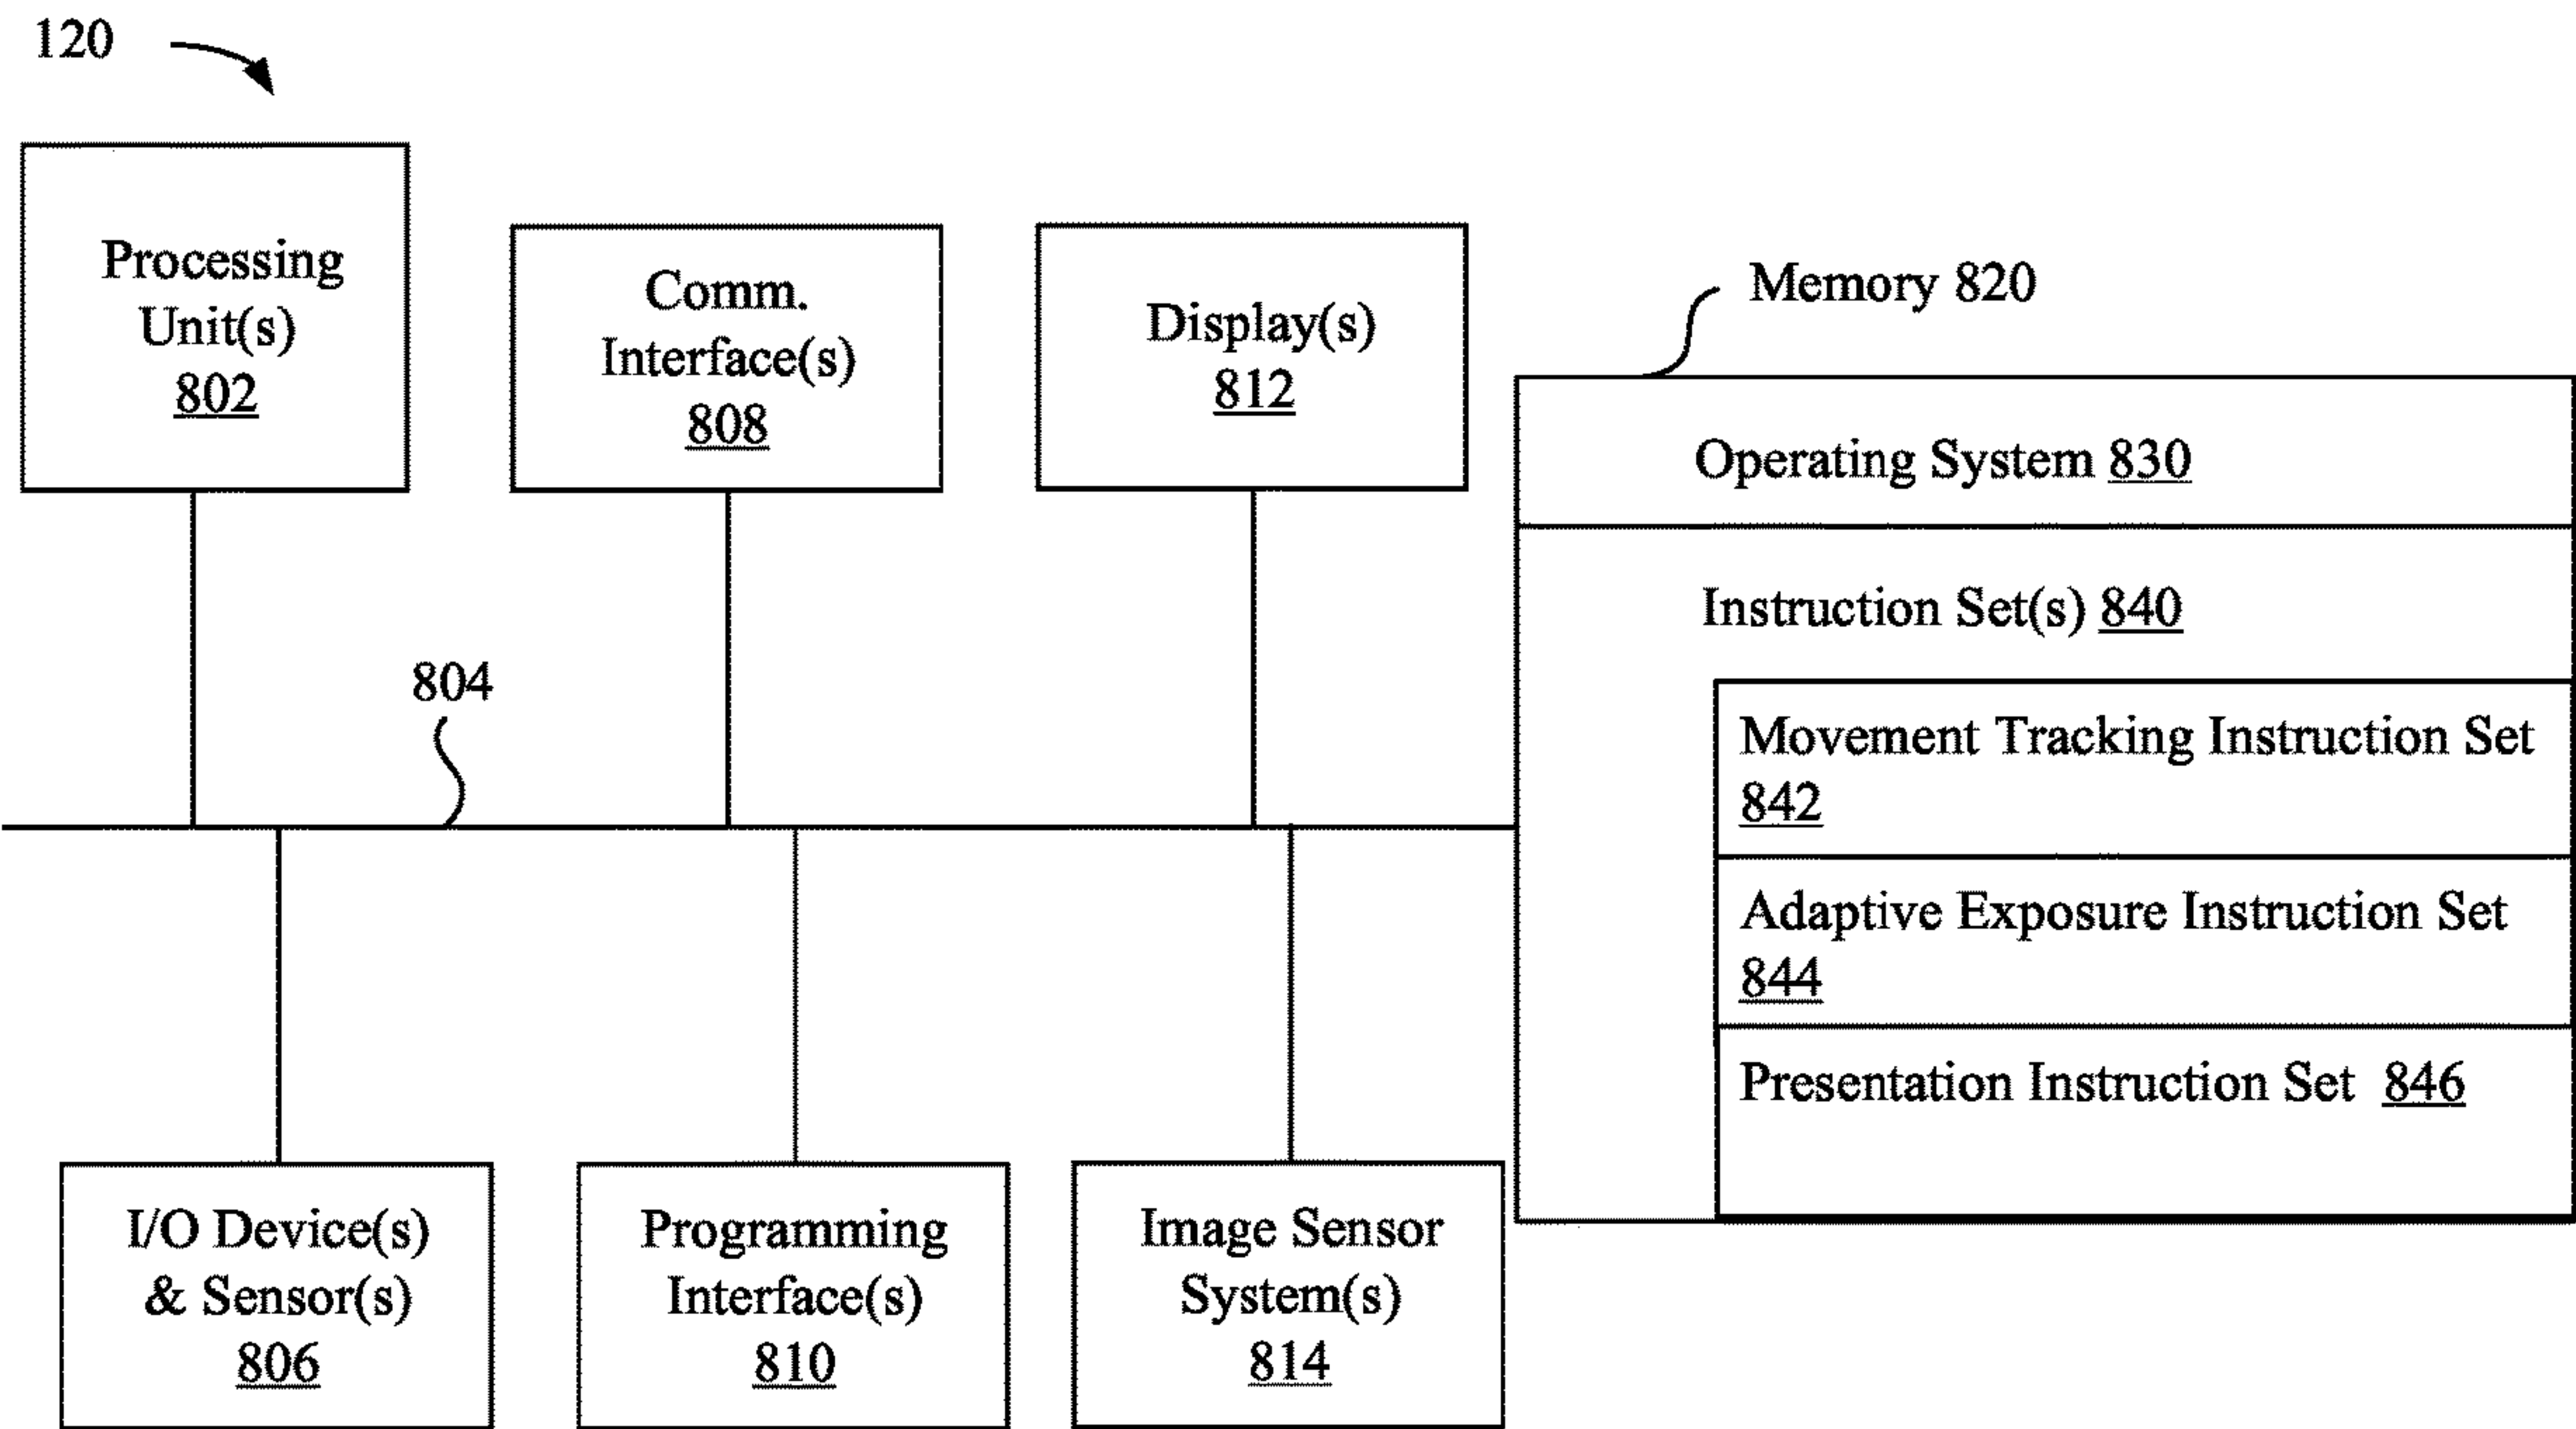 120
Processing
Unit(s)
802
Comm.
Interface(s)
808
Display(s)
812
Memory 820
Operating System 830
Instruction Set(s) 840
Movement Tracking Instruction Set
842
Adaptive Exposure Instruction Set
844
Presentation Instruction Set 846
804
I/O Device(s)
& Sensor(s)
806
Programming
Interface(s)
810
Image Sensor
System(s)
814